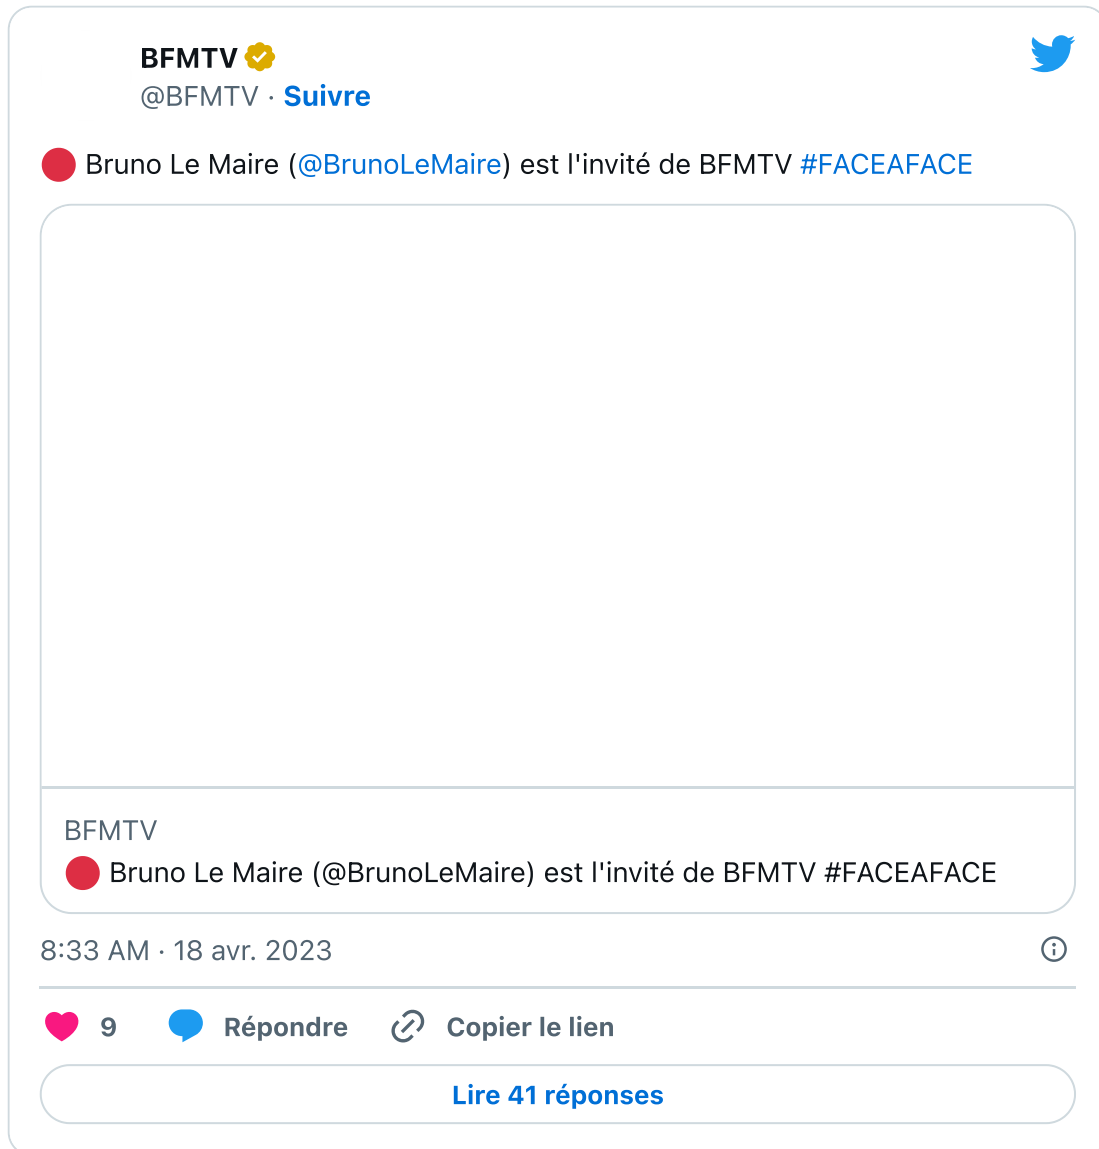 BFMTV
@BFMTV · Suivre
🔴 Bruno Le Maire (@BrunoLeMaire) est l'invité de BFMTV #FACEAFACE
BFMTV
🔴 Bruno Le Maire (@BrunoLeMaire) est l'invité de BFMTV #FACEAFACE
8:33 AM · 18 avr. 2023
9 Répondre Copier le lien
Lire 41 réponses